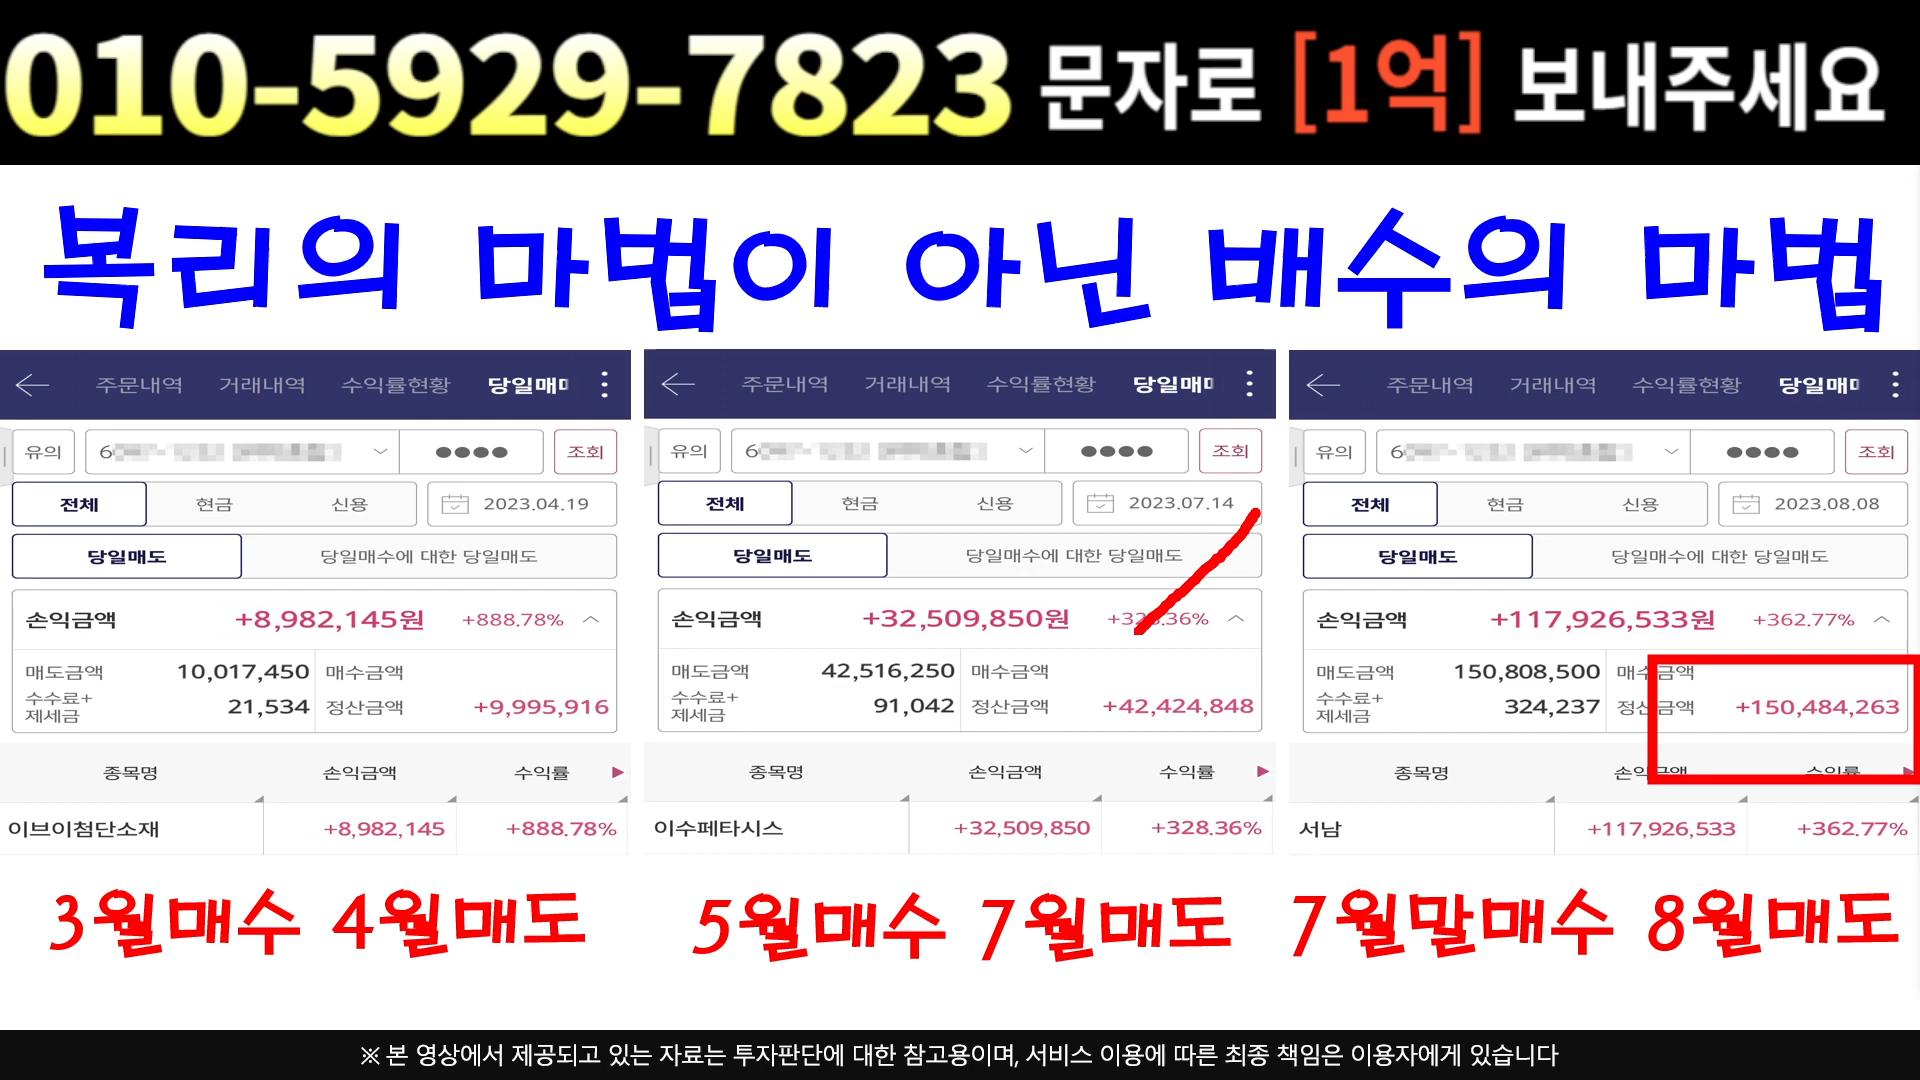 010-5929-7823 문자로 [1억] 보내주세요
복리의 마법이 아닌 배수의 마법
주문내역 거래내역 수익률현황 당일매
유의 6 ●●●● 조회
전체 현금 신용 2023.04.19
당일매도 당일매수에 대한 당일매도
손익금액 +8,982,145원 +888.78%
매도금액 10,017,450 매수금액
수수료+
제세금 21,534 정산금액 +9,995,916
종목명 손익금액 수익률
이브이첨단소재 +8,982,145 +888.78%
3월매수 4월매도
주문내역 거래내역 수익률현황 당일매
유의 6 ●●●● 조회
전체 현금 신용 2023.07.14
당일매도 당일매수에 대한 당일매도
손익금액 +32,509,850원 +328.36%
매도금액 42,516,250 매수금액
수수료+
제세금 91,042 정산금액 +42,424,848
종목명 손익금액 수익률
이수페타시스 +32,509,850 +328.36%
5월매수 7월매도
주문내역 거래내역 수익률현황 당일매
유의 6 ●●●● 조회
전체 현금 신용 2023.08.08
당일매도 당일매수에 대한 당일매도
손익금액 +117,926,533원 +362.77%
매도금액 150,808,500 매수금액
수수료+
제세금 324,237 정산금액 +150,484,263
종목명 손익금액 수익률
서남 +117,926,533 +362.77%
7월말매수 8월매도
※ 본 영상에서 제공되고 있는 자료는 투자판단에 대한 참고용이며, 서비스 이용에 따른 최종 책임은 이용자에게 있습니다